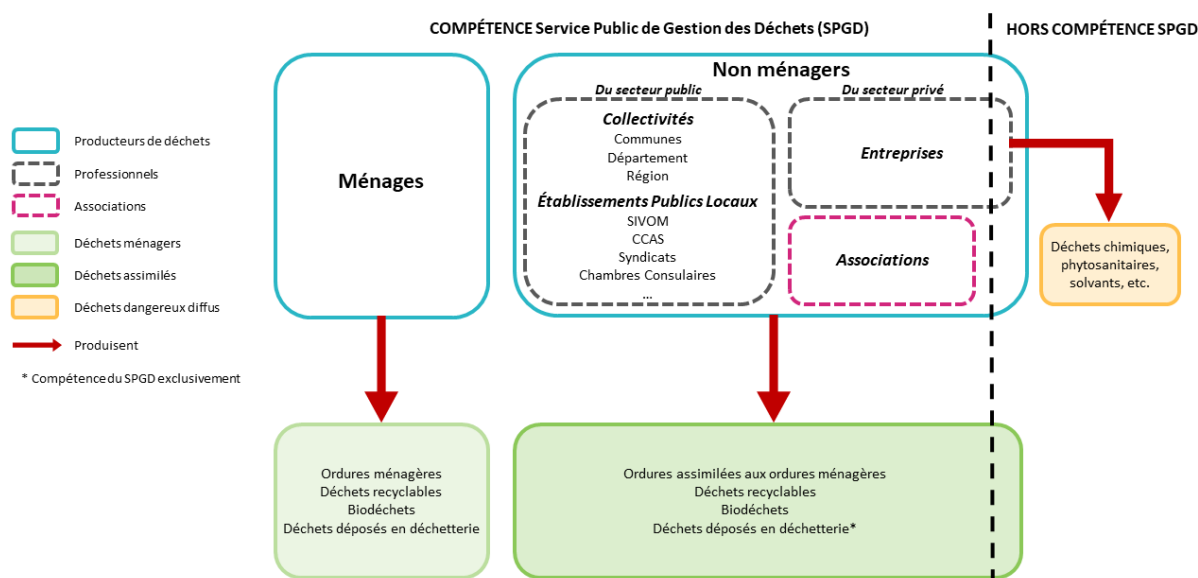 COMPÉTENCE Service Public de Gestion des Déchets (SPGD)
HORS COMPÉTENCE SPGD
Producteurs de déchets
Professionnels
Associations
Déchets ménagers
Déchets assimilés
Déchets dangereux diffus
Produisent
* Compétence du SPGD exclusivement
Ménages
Non ménagers
Du secteur public
Collectivités
Communes
Département
Région
Établissements Publics Locaux
SIVOM
CCAS
Syndicats
Chambres Consulaires
...
Du secteur privé
Entreprises
Associations
Déchets chimiques,
phytosanitaires,
solvants, etc.
Ordures ménagères
Déchets recyclables
Biodéchets
Déchets déposés en déchetterie
Ordures assimilées aux ordures ménagères
Déchets recyclables
Biodéchets
Déchets déposés en déchetterie*